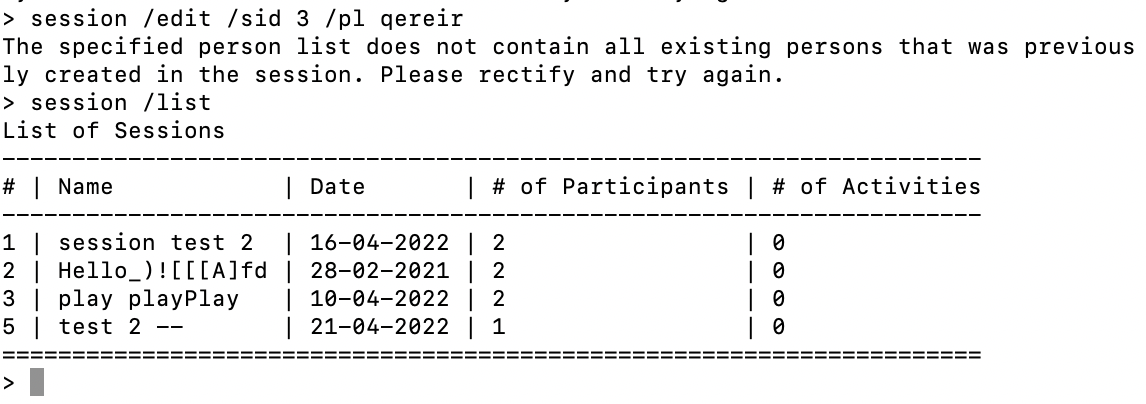 > session /edit /sid 3 /pl qereir
The specified person list does not contain all existing persons that was previous
ly created in the session. Please rectify and try again.
> session /list
List of Sessions
----------------------------------------------------------------------
# | Name            | Date       | # of Participants | # of Activities
----------------------------------------------------------------------
1 | session test 2  | 16-04-2022 | 2                 | 0
2 | Hello_)![[[A]fd | 28-02-2021 | 2                 | 0
3 | play playPlay   | 10-04-2022 | 2                 | 0
5 | test 2 --       | 21-04-2022 | 1                 | 0
======================================================================
>